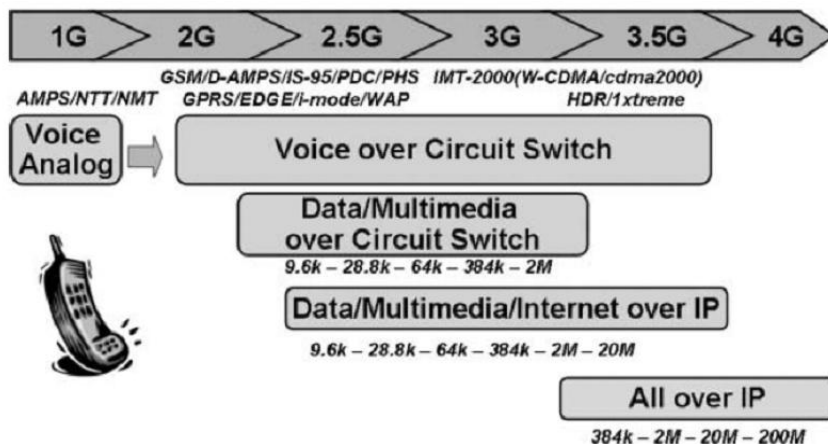 1G 2G 2.5G 3G 3.5G 4G
GSM/D-AMPS/IS-95/PDC/PHS IMT-2000(W-CDMA/cdma2000)
AMPS/NTT/NMT GPRS/EDGE/i-mode/WAP HDR/1xtreme
Voice
Analog
Voice over Circuit Switch
Data/Multimedia
over Circuit Switch
9.6k – 28.8k – 64k – 384k – 2M
Data/Multimedia/Internet over IP
9.6k – 28.8k – 64k – 384k – 2M – 20M
All over IP
384k – 2M – 20M – 200M